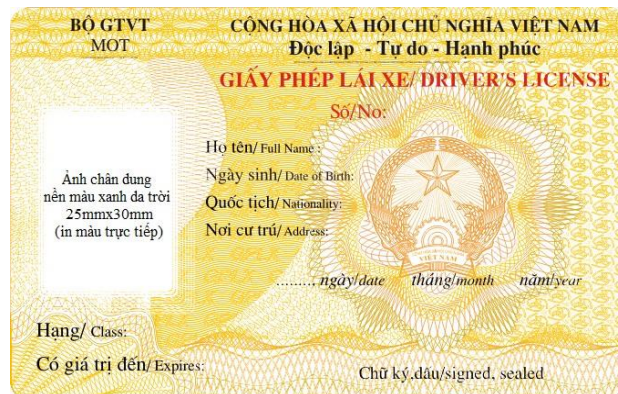 BỘ GTVT
MOT
CỘNG HÒA XÃ HỘI CHỦ NGHĨA VIỆT NAM
Độc lập - Tự do - Hạnh phúc
GIẤY PHÉP LÁI XE/ DRIVER'S LICENSE
Số/No:
Họ tên/ Full Name :
Ngày sinh/ Date of Birth:
Quốc tịch/ Nationality:
Nơi cư trú/ Address:
Ảnh chân dung
nền màu xanh da trời
25mmx30mm
(in màu trực tiếp)
VIỆT NAM
........, ngày/date tháng/month năm/year
Hạng/ Class:
Có giá trị đến/ Expires:
Chữ ký,dấu/signed, sealed